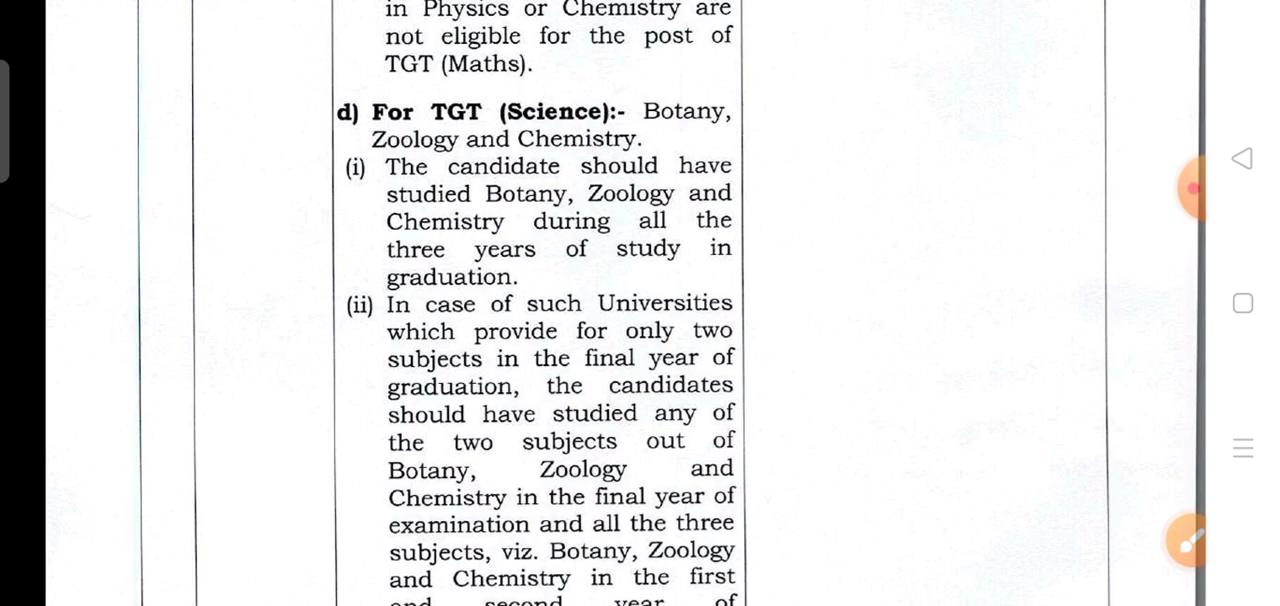 in Physics or Chemistry are
not eligible for the post of
TGT (Maths).
d) For TGT (Science):- Botany,
Zoology and Chemistry.
(i) The candidate should have
studied Botany, Zoology and
Chemistry during all the
three years of study in
graduation.
(ii) In case of such Universities
which provide for only two
subjects in the final year of
graduation, the candidates
should have studied any of
the two subjects out of
Botany, Zoology and
Chemistry in the final year of
examination and all the three
subjects, viz. Botany, Zoology
and Chemistry in the first
and second year of